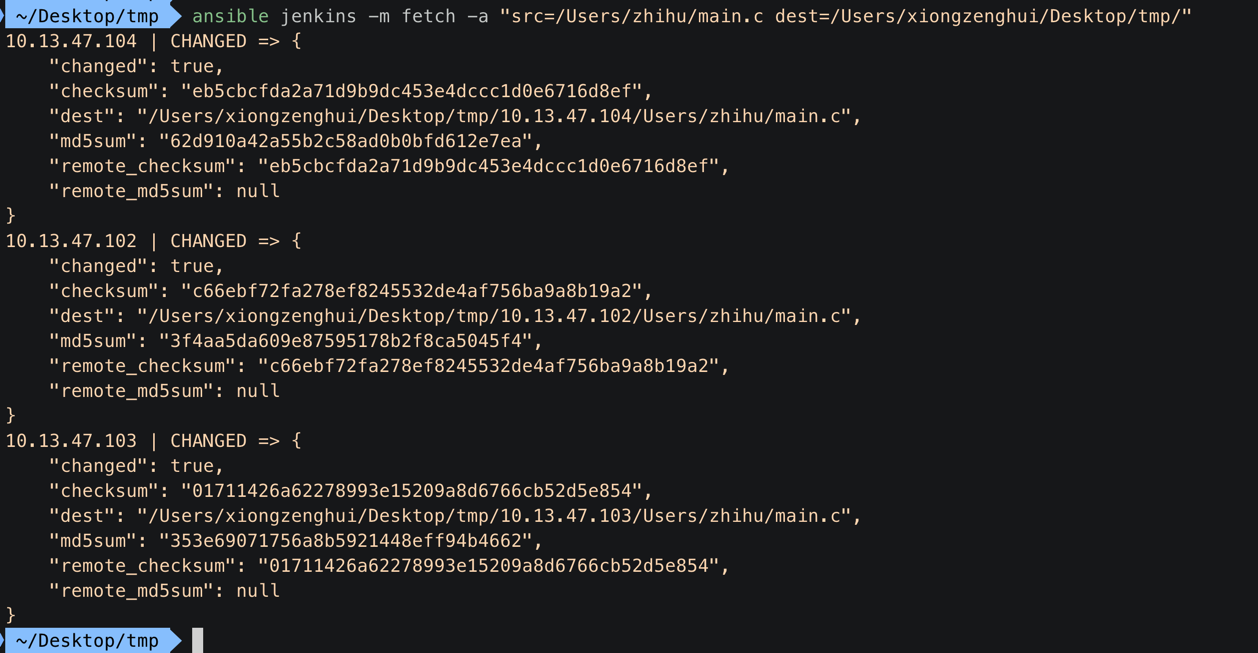 ~/Desktop/tmp ansible jenkins -m fetch -a "src=/Users/zhihu/main.c dest=/Users/xiongzenghui/Desktop/tmp/"
10.13.47.104 | CHANGED => {
    "changed": true,
    "checksum": "eb5cbcfda2a71d9b9dc453e4dccc1d0e6716d8ef",
    "dest": "/Users/xiongzenghui/Desktop/tmp/10.13.47.104/Users/zhihu/main.c",
    "md5sum": "62d910a42a55b2c58ad0b0bfd612e7ea",
    "remote_checksum": "eb5cbcfda2a71d9b9dc453e4dccc1d0e6716d8ef",
    "remote_md5sum": null
}
10.13.47.102 | CHANGED => {
    "changed": true,
    "checksum": "c66ebf72fa278ef8245532de4af756ba9a8b19a2",
    "dest": "/Users/xiongzenghui/Desktop/tmp/10.13.47.102/Users/zhihu/main.c",
    "md5sum": "3f4aa5da609e87595178b2f8ca5045f4",
    "remote_checksum": "c66ebf72fa278ef8245532de4af756ba9a8b19a2",
    "remote_md5sum": null
}
10.13.47.103 | CHANGED => {
    "changed": true,
    "checksum": "01711426a62278993e15209a8d6766cb52d5e854",
    "dest": "/Users/xiongzenghui/Desktop/tmp/10.13.47.103/Users/zhihu/main.c",
    "md5sum": "353e69071756a8b5921448eff94b4662",
    "remote_checksum": "01711426a62278993e15209a8d6766cb52d5e854",
    "remote_md5sum": null
}
~/Desktop/tmp